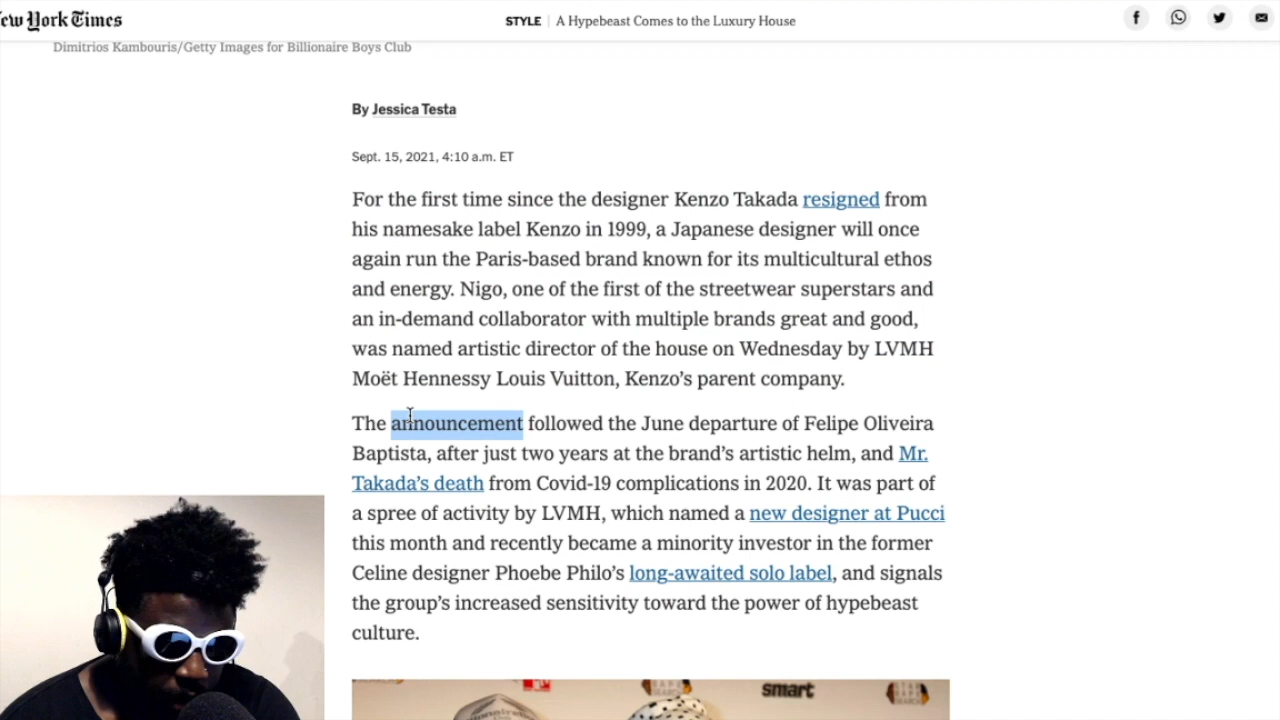 ew York Times
STYLE | A Hypebeast Comes to the Luxury House
Dimitrios Kambouris/Getty Images for Billionaire Boys Club
By Jessica Testa
Sept. 15, 2021, 4:10 a.m. ET
For the first time since the designer Kenzo Takada resigned from
his namesake label Kenzo in 1999, a Japanese designer will once
again run the Paris-based brand known for its multicultural ethos
and energy. Nigo, one of the first of the streetwear superstars and
an in-demand collaborator with multiple brands great and good,
was named artistic director of the house on Wednesday by LVMH
Moët Hennessy Louis Vuitton, Kenzo’s parent company.
The announcement followed the June departure of Felipe Oliveira
Baptista, after just two years at the brand’s artistic helm, and Mr.
Takada’s death from Covid-19 complications in 2020. It was part of
a spree of activity by LVMH, which named a new designer at Pucci
this month and recently became a minority investor in the former
Celine designer Phoebe Philo’s long-awaited solo label, and signals
the group’s increased sensitivity toward the power of hypebeast
culture.
smart